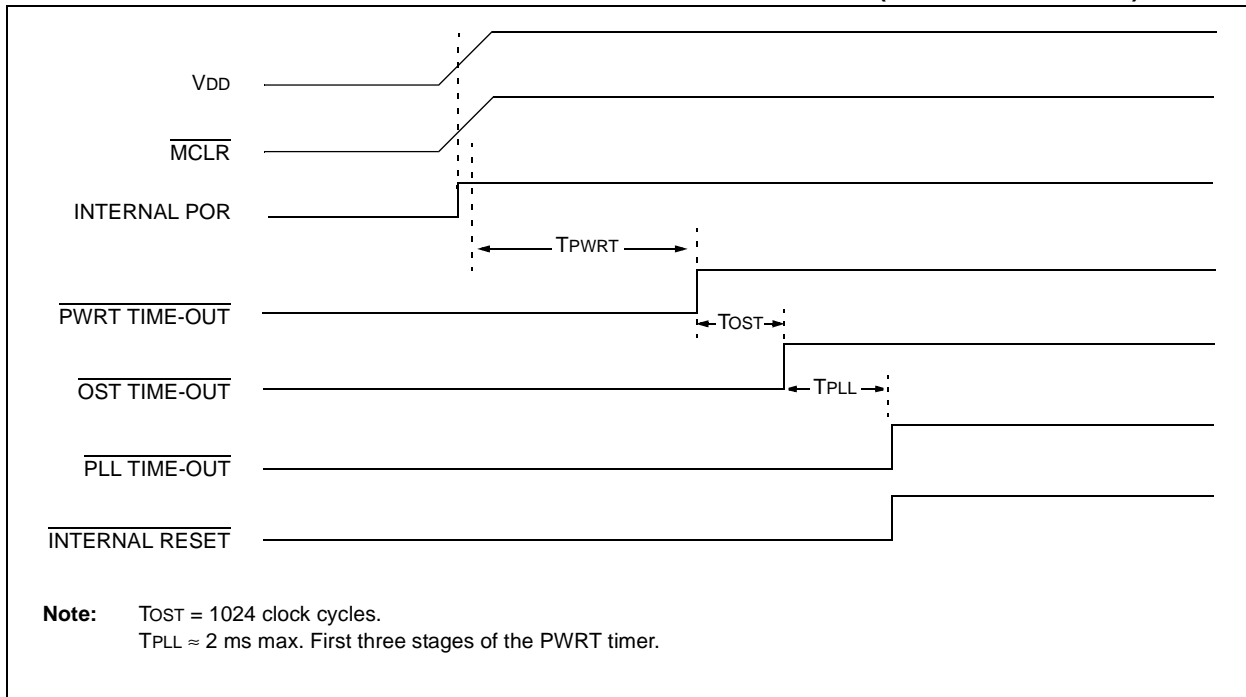 VDD
MCLR
INTERNAL POR
TPWRT
PWRT TIME-OUT
TOST
OST TIME-OUT
TPLL
PLL TIME-OUT
INTERNAL RESET
Note: TOST = 1024 clock cycles.
TPLL ≈ 2 ms max. First three stages of the PWRT timer.